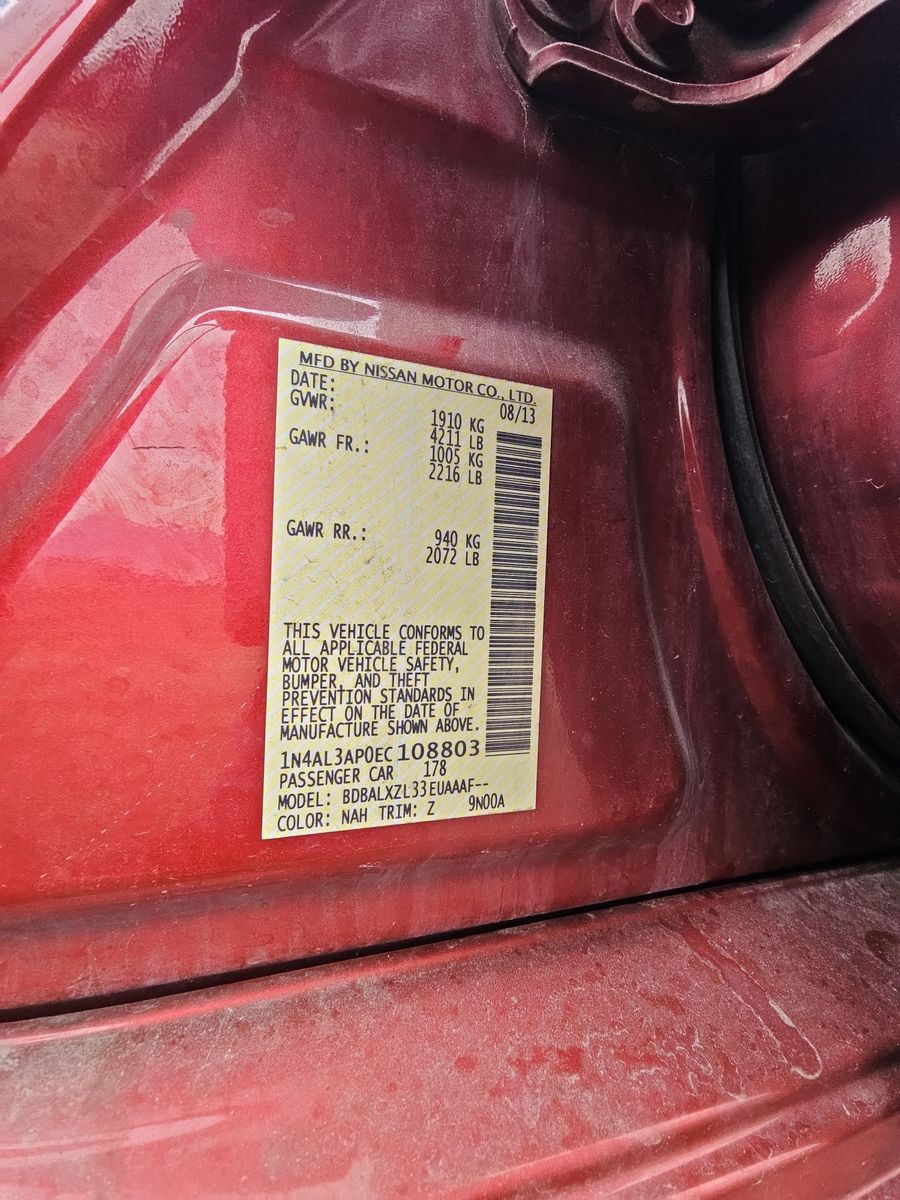 MFD BY NISSAN MOTOR CO., LTD.
DATE: 08/13
GVWR: 1910 KG
4211 LB
GAWR FR.: 1005 KG
2216 LB
GAWR RR.: 940 KG
2072 LB
THIS VEHICLE CONFORMS TO
ALL APPLICABLE FEDERAL
MOTOR VEHICLE SAFETY,
BUMPER, AND THEFT
PREVENTION STANDARDS IN
EFFECT ON THE DATE OF
MANUFACTURE SHOWN ABOVE.
1N4AL3AP0EC108803
PASSENGER CAR 178
MODEL: BDBALXZL33EUAAAF--
COLOR: NAH TRIM: Z 9N00A